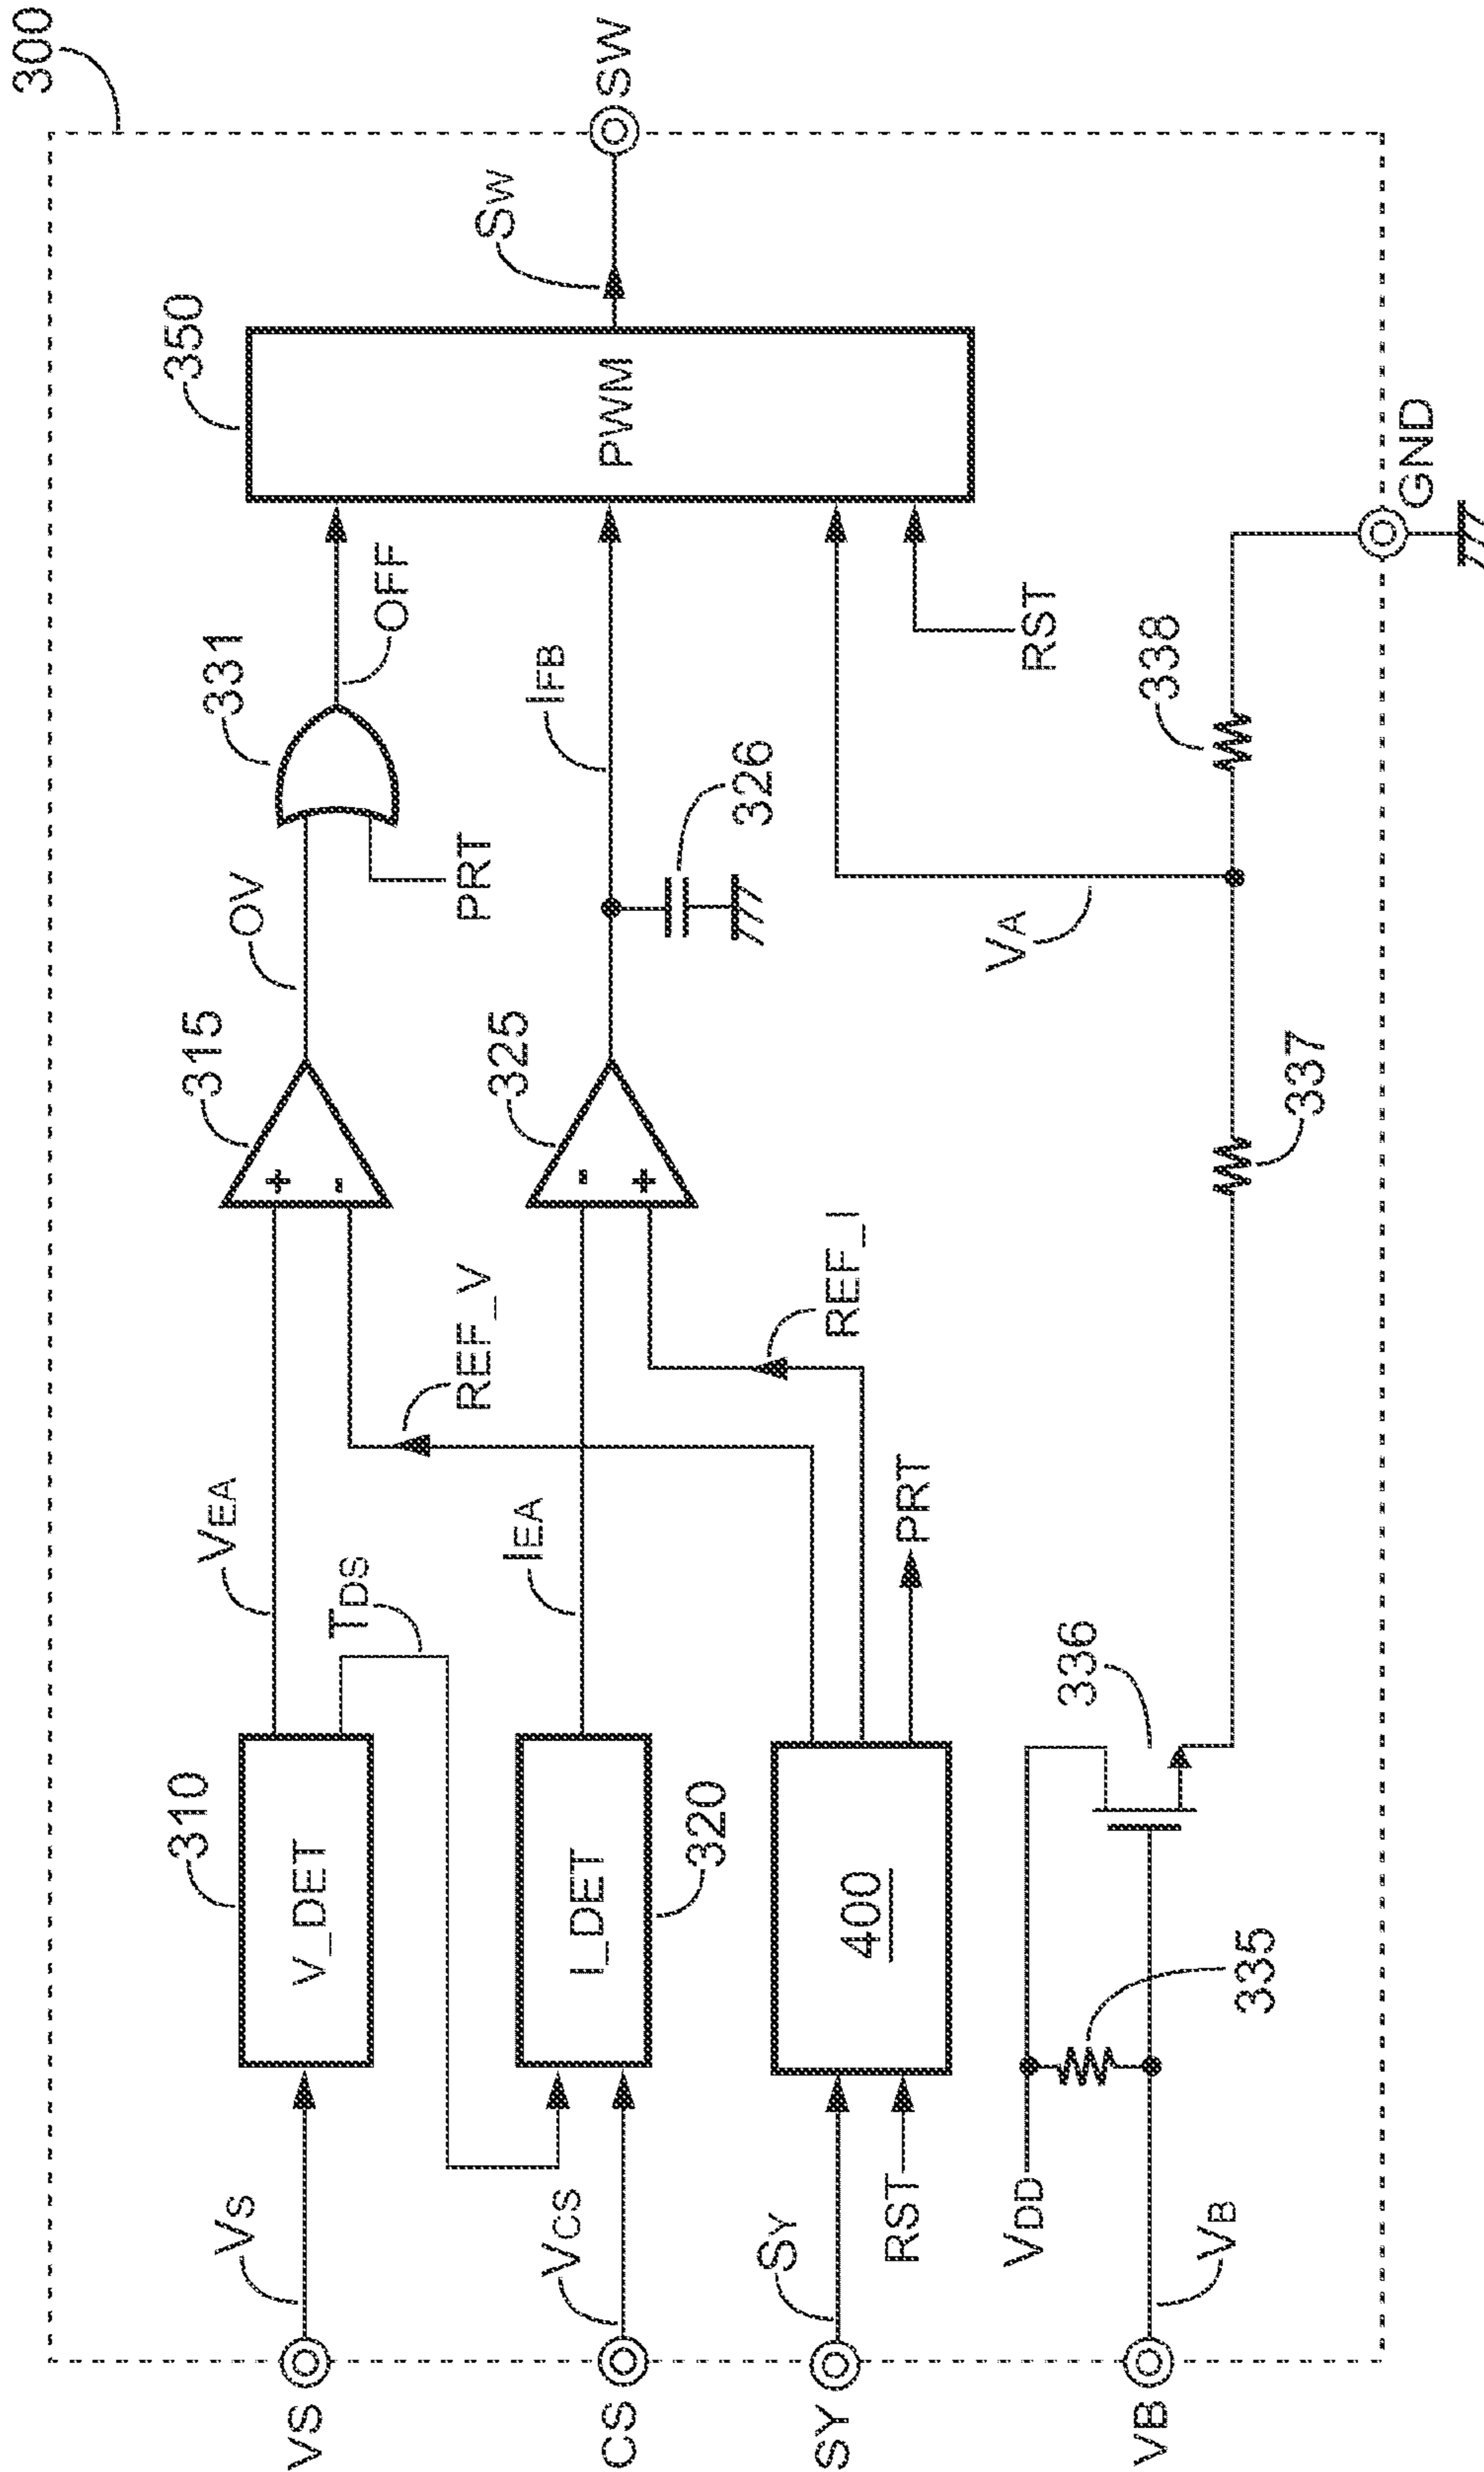 300
350
331
OFF
OV
315
VEA
TDS
310
V_DET
VS
VS
PRT
PWM
SW
SW
IFB
326
325
REF_V
IEA
I_DET
320
VCS
CS
REF_I
PRT
400
SY
RST
SY
RST
VA
338
GND
337
336
335
VDD
VB
VB
+
-
-
+